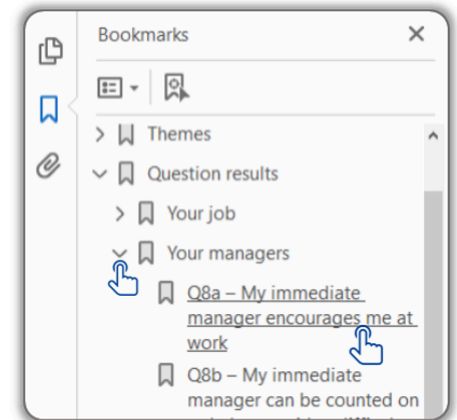 Bookmarks
Themes
Question results
Your job
Your managers
Q8a – My immediate
manager encourages me at
work
Q8b – My immediate
manager can be counted on